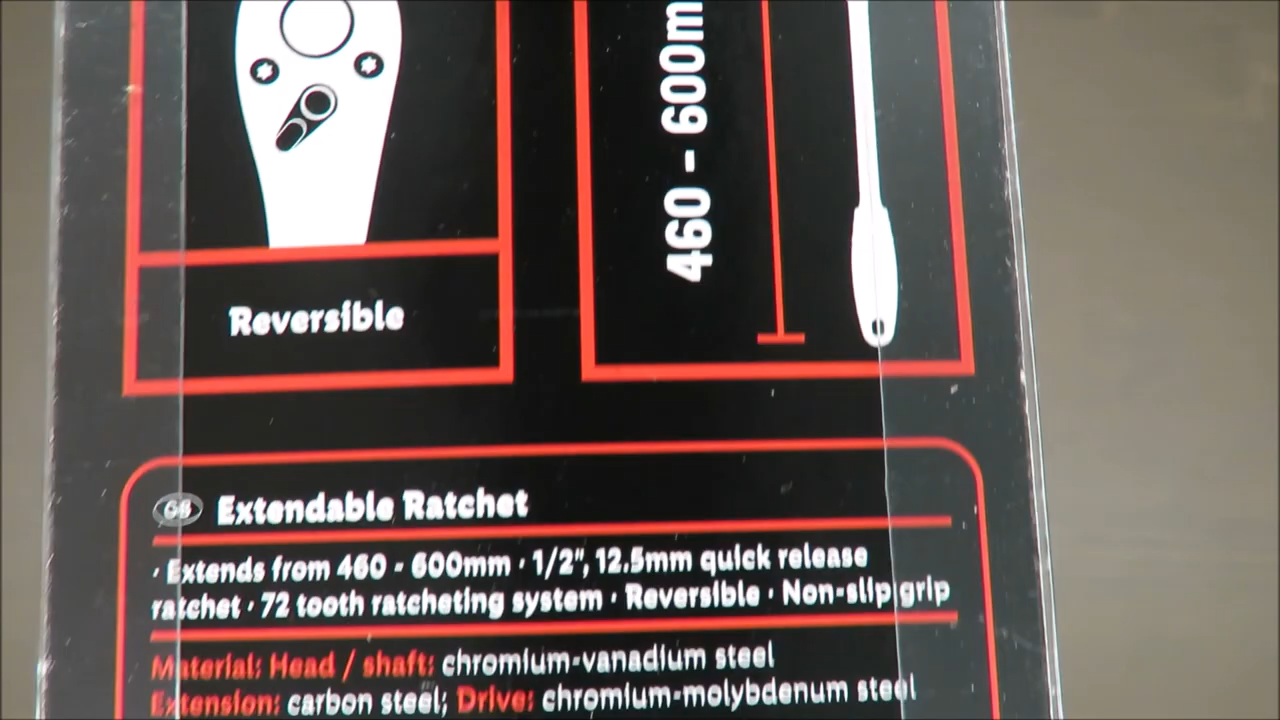 460 - 600m
Reversible
GB Extendable Ratchet
· Extends from 460 - 600mm · 1/2", 12.5mm quick release
ratchet · 72 tooth ratcheting system · Reversible · Non-slip grip
Material: Head / shaft: chromium-vanadium steel
Extension: carbon steel; Drive: chromium-molybdenum steel